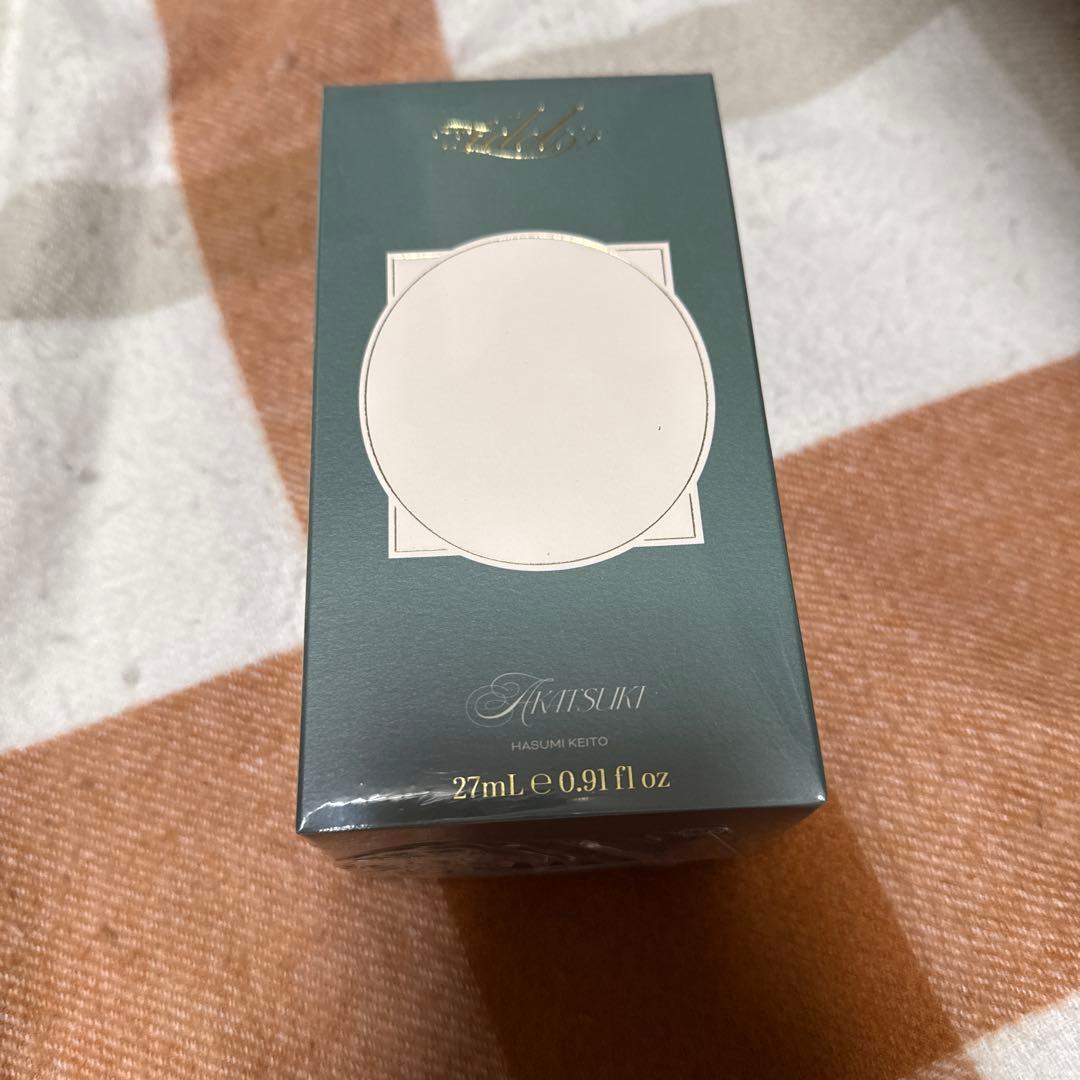 AKATSUKI
HASUMI KEITO
27mL ℮ 0.91 fl oz